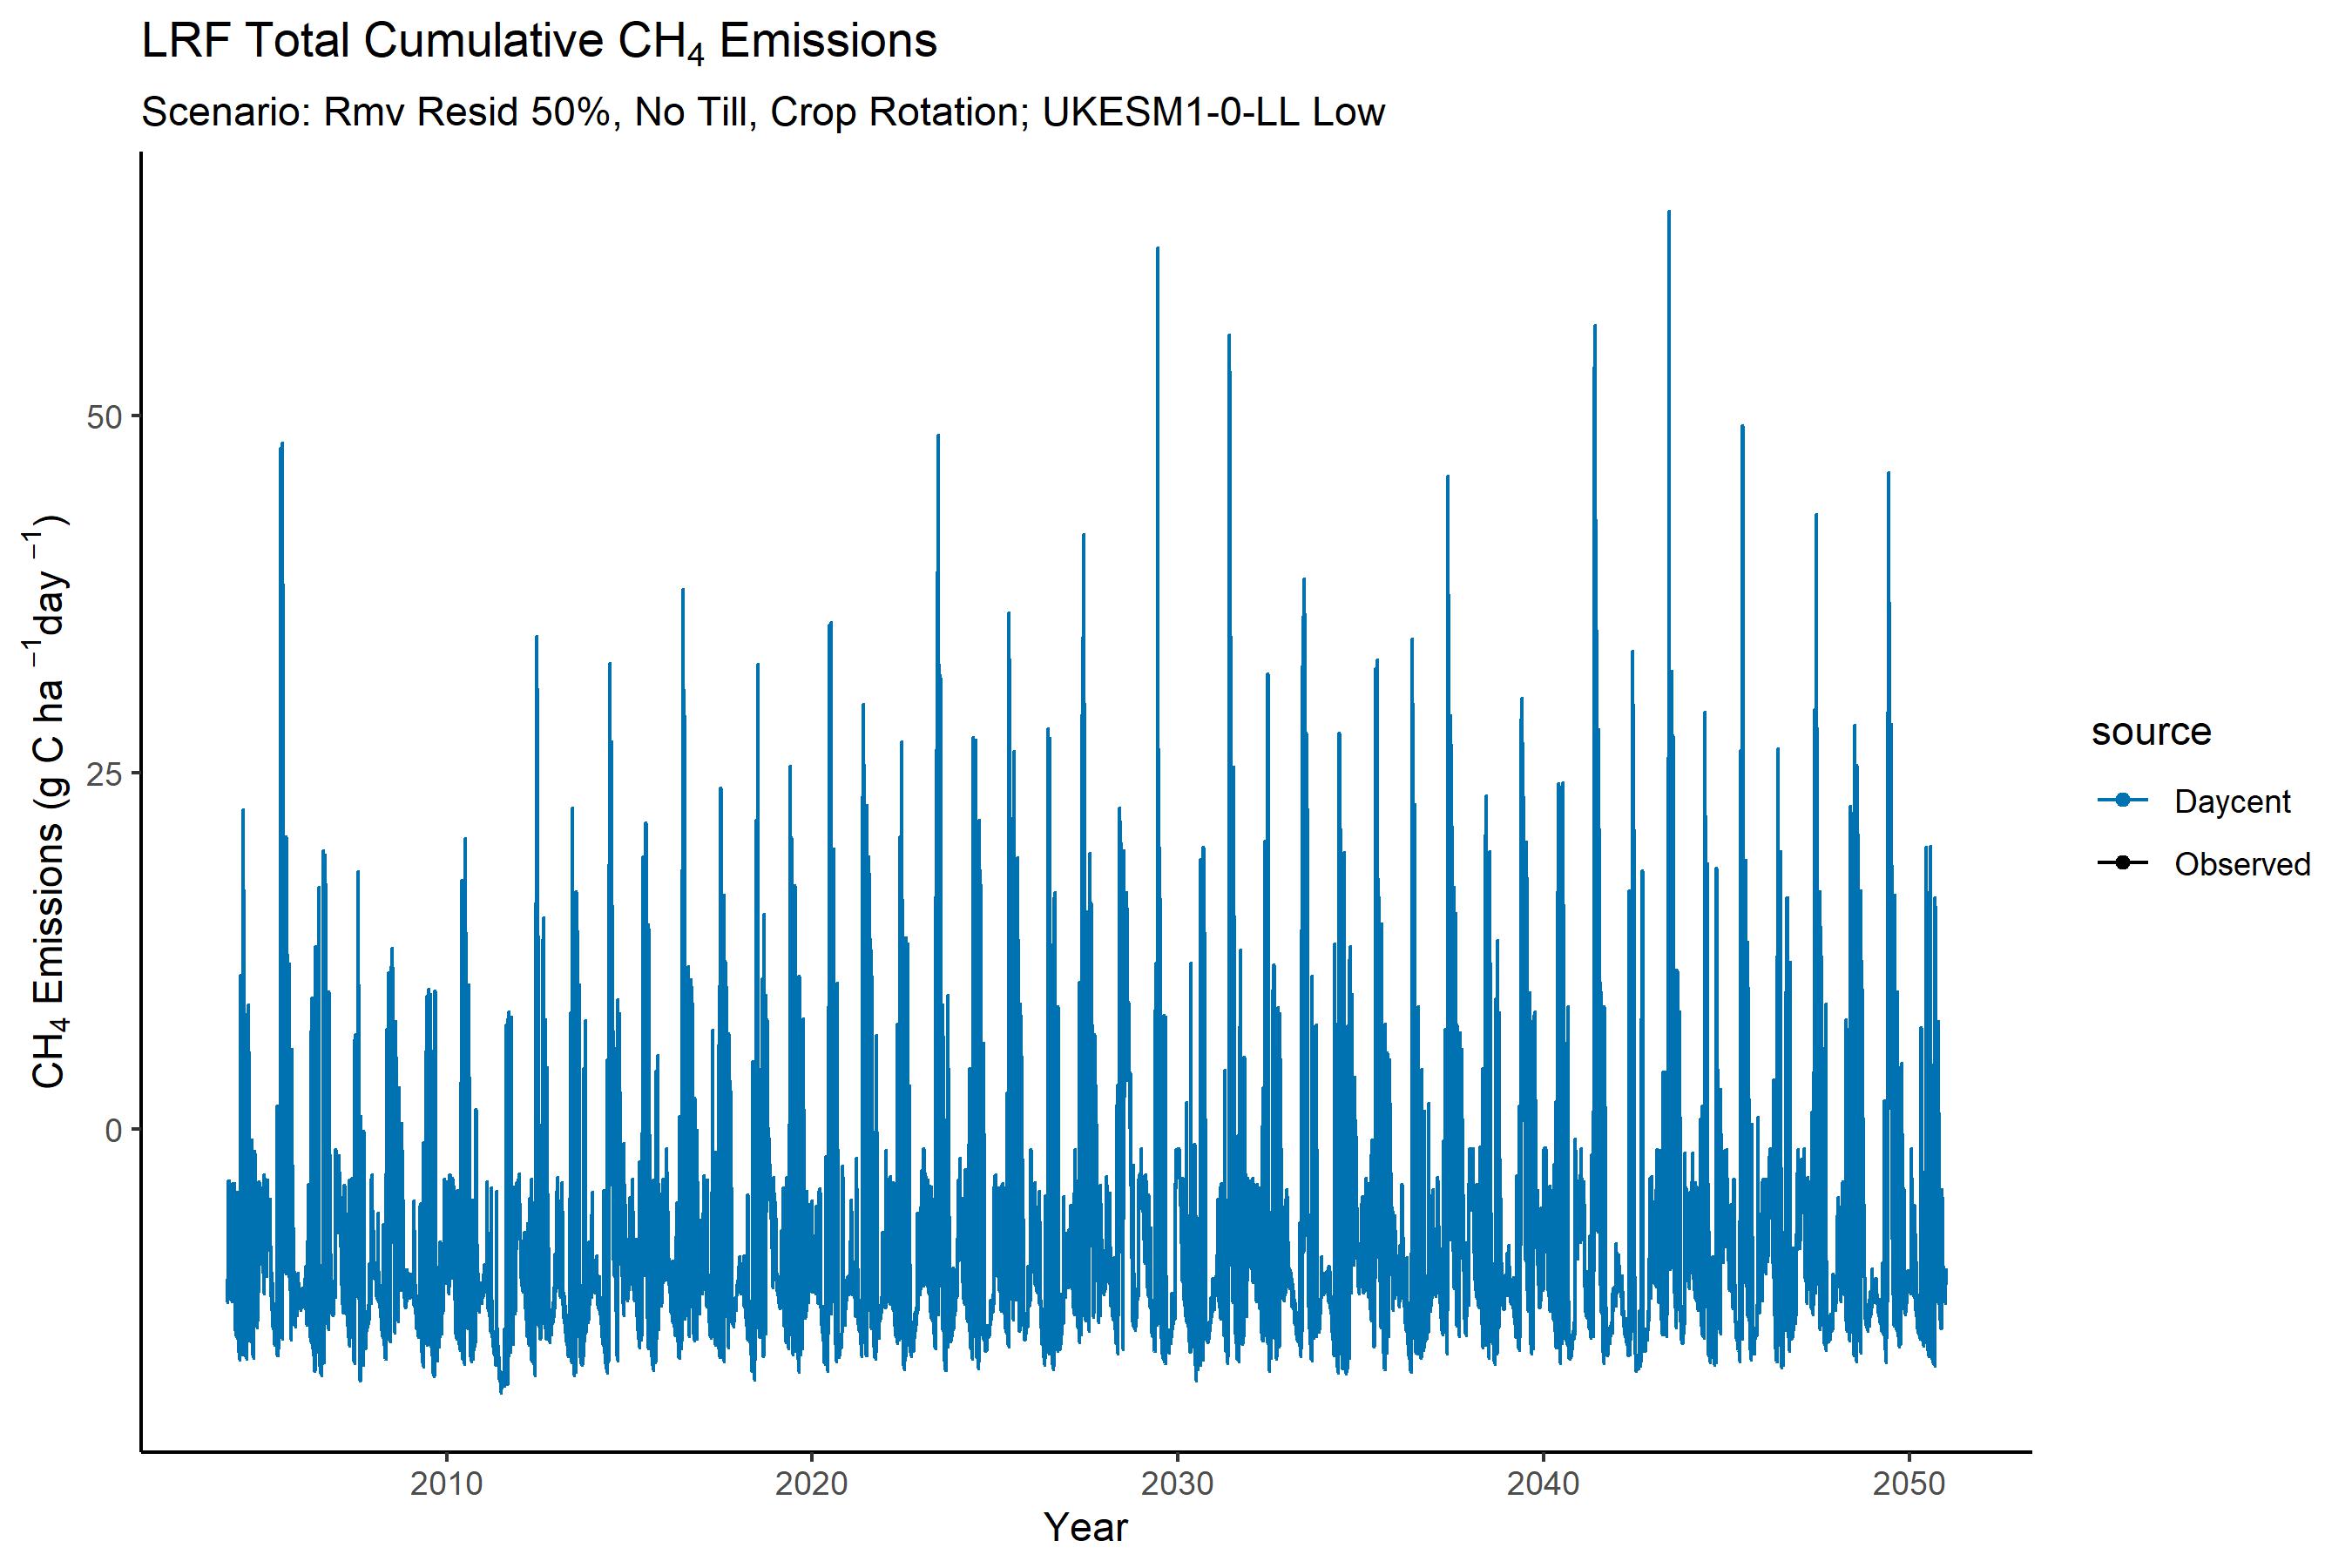 LRF Total Cumulative CH₄ Emissions
Scenario: Rmv Resid 50%, No Till, Crop Rotation; UKESM1-0-LL Low
CH₄ Emissions (g C ha ⁻¹day ⁻¹)
50
25
0
2010
2020
2030
2040
2050
Year
source
Daycent
Observed